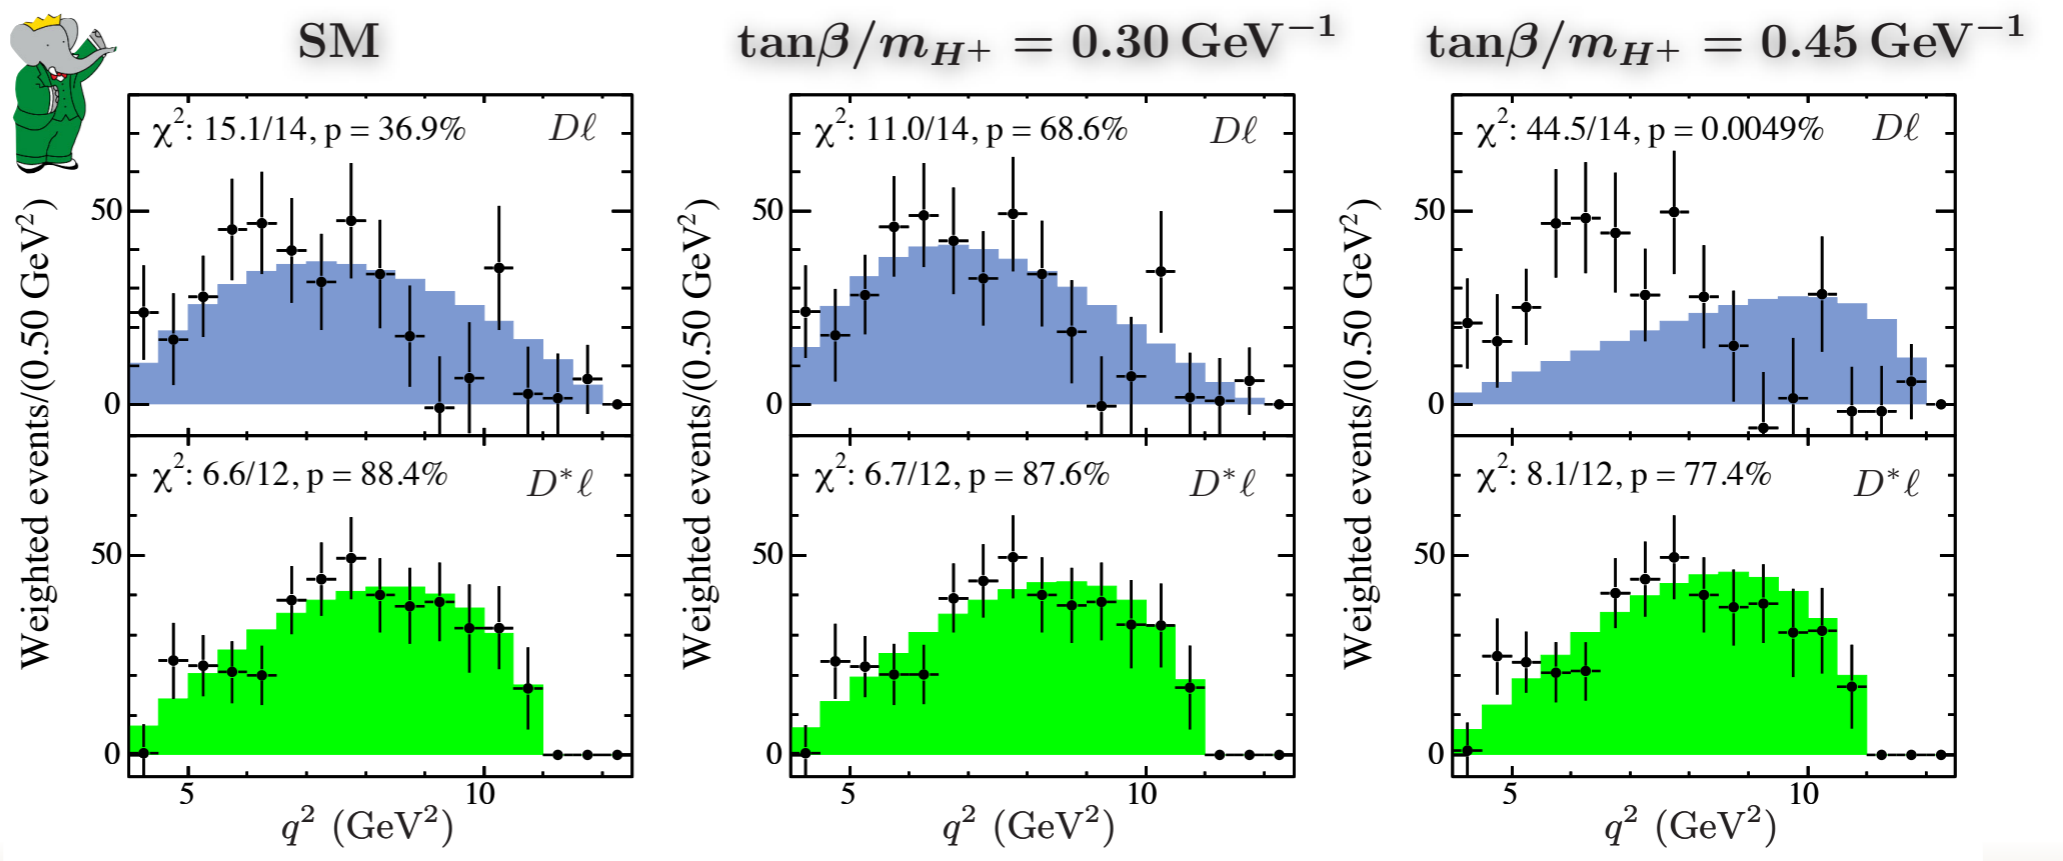 SM
tanβ/m_H+ = 0.30 GeV⁻¹
tanβ/m_H+ = 0.45 GeV⁻¹
χ²: 15.1/14, p = 36.9%
Dℓ
50
0
χ²: 6.6/12, p = 88.4%
D*ℓ
50
0
5
10
Weighted events/(0.50 GeV²)
q² (GeV²)
χ²: 11.0/14, p = 68.6%
Dℓ
50
0
χ²: 6.7/12, p = 87.6%
D*ℓ
50
0
5
10
Weighted events/(0.50 GeV²)
q² (GeV²)
χ²: 44.5/14, p = 0.0049%
Dℓ
50
0
χ²: 8.1/12, p = 77.4%
D*ℓ
50
0
5
10
Weighted events/(0.50 GeV²)
q² (GeV²)